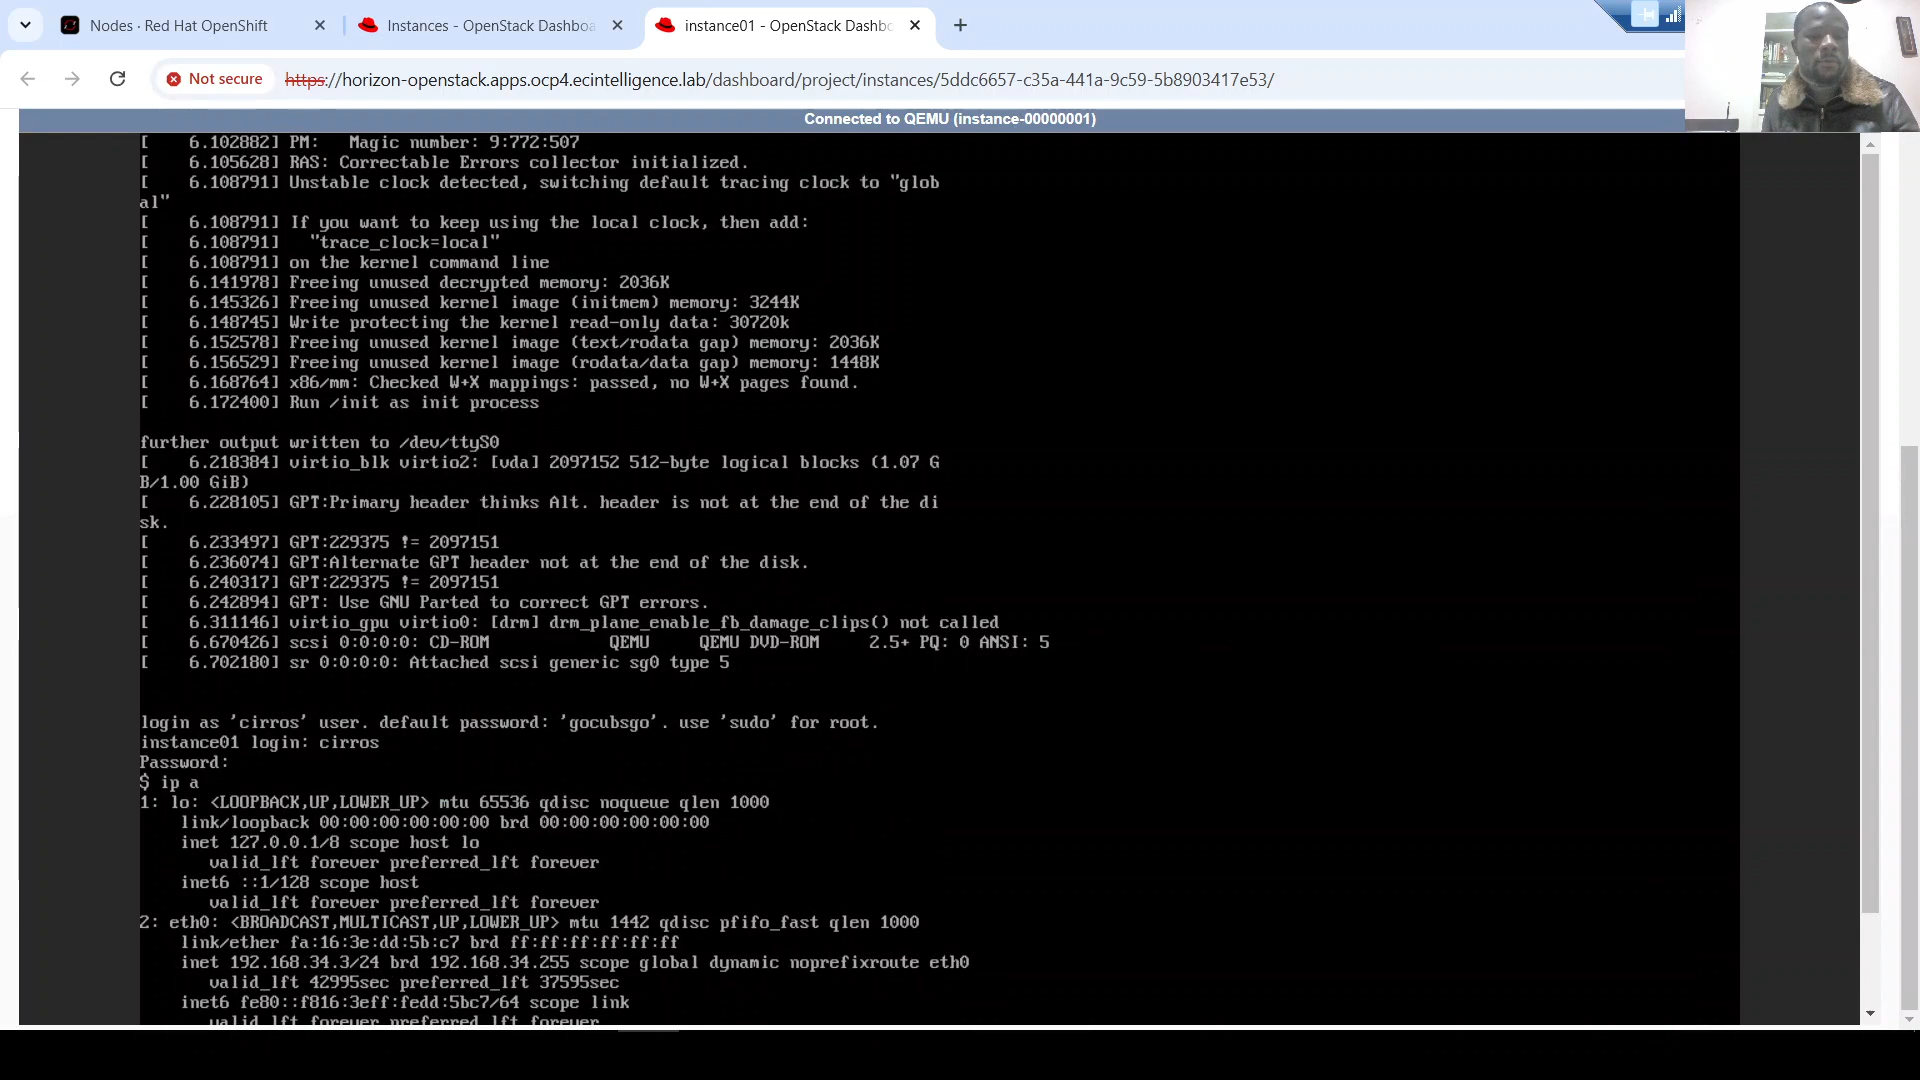 Nodes · Red Hat OpenShift
Instances - OpenStack Dashboa
instance01 - OpenStack Dashbo
Not secure
https://horizon-openstack.apps.ocp4.ecintelligence.lab/dashboard/project/instances/5ddc6657-c35a-441a-9c59-5b8903417e53/
Connected to QEMU (instance-00000001)
[    6.102882] PM:   Magic number: 9:772:507
[    6.105628] RAS: Correctable Errors collector initialized.
[    6.108791] Unstable clock detected, switching default tracing clock to "glob
al"
[    6.108791] If you want to keep using the local clock, then add:
[    6.108791]   "trace_clock=local"
[    6.108791] on the kernel command line
[    6.141978] Freeing unused decrypted memory: 2036K
[    6.145326] Freeing unused kernel image (initmem) memory: 3244K
[    6.148745] Write protecting the kernel read-only data: 30720k
[    6.152578] Freeing unused kernel image (text/rodata gap) memory: 2036K
[    6.156529] Freeing unused kernel image (rodata/data gap) memory: 1448K
[    6.168764] x86/mm: Checked W+X mappings: passed, no W+X pages found.
[    6.172400] Run /init as init process
further output written to /dev/ttyS0
[    6.218384] virtio_blk virtio2: [vda] 2097152 512-byte logical blocks (1.07 G
B/1.00 GiB)
[    6.228105] GPT:Primary header thinks Alt. header is not at the end of the di
sk.
[    6.233497] GPT:229375 != 2097151
[    6.236074] GPT:Alternate GPT header not at the end of the disk.
[    6.240317] GPT:229375 != 2097151
[    6.242894] GPT: Use GNU Parted to correct GPT errors.
[    6.311146] virtio_gpu virtio0: [drm] drm_plane_enable_fb_damage_clips() not called
[    6.670426] scsi 0:0:0:0: CD-ROM            QEMU     QEMU DVD-ROM     2.5+ PQ: 0 ANSI: 5
[    6.702180] sr 0:0:0:0: Attached scsi generic sg0 type 5
login as 'cirros' user. default password: 'gocubsgo'. use 'sudo' for root.
instance01 login: cirros
Password:
$ ip a
1: lo: <LOOPBACK,UP,LOWER_UP> mtu 65536 qdisc noqueue qlen 1000
    link/loopback 00:00:00:00:00:00 brd 00:00:00:00:00:00
    inet 127.0.0.1/8 scope host lo
       valid_lft forever preferred_lft forever
    inet6 ::1/128 scope host
       valid_lft forever preferred_lft forever
2: eth0: <BROADCAST,MULTICAST,UP,LOWER_UP> mtu 1442 qdisc pfifo_fast qlen 1000
    link/ether fa:16:3e:dd:5b:c7 brd ff:ff:ff:ff:ff:ff
    inet 192.168.34.3/24 brd 192.168.34.255 scope global dynamic noprefixroute eth0
       valid_lft 42995sec preferred_lft 37595sec
    inet6 fe80::f816:3eff:fedd:5bc7/64 scope link
       valid_lft forever preferred_lft forever